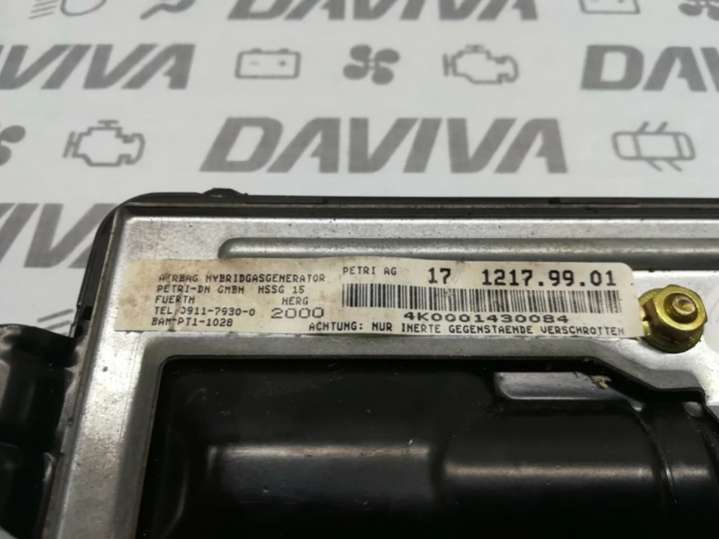 DAVIVA
DAVIVA
DAVIVA
DAVIVA
AIRBAG HYBRIDGASGENERATOR
PETRI-DN GMBH HSSG 15
FUERTH HERG
TEL 0911-7930-0 2000
BAM-PT1-1028
PETRI AG 17 1217.99.01
4K0001430084
ACHTUNG: NUR INERTE GEGENSTAENDE VERSCHROTTEN